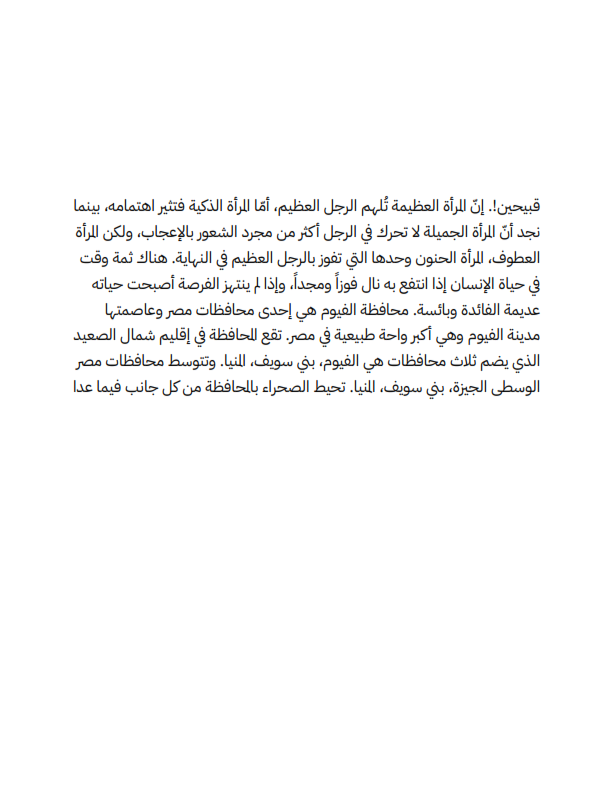 قبيحين!. إنّ المرأة العظيمة تُلهم الرجل العظيم، أمّا المرأة الذكية فتثير اهتمامه، بينما
نجد أنّ المرأة الجميلة لا تحرك في الرجل أكثر من مجرد الشعور بالإعجاب، ولكن المرأة
العطوف، المرأة الحنون وحدها التي تفوز بالرجل العظيم في النهاية. هناك ثمة وقت
في حياة الإنسان إذا انتفع به نال فوزاً ومجداً، وإذا لم ينتهز الفرصة أصبحت حياته
عديمة الفائدة وبائسة. محافظة الفيوم هي إحدى محافظات مصر وعاصمتها
مدينة الفيوم وهي أكبر واحة طبيعية في مصر. تقع المحافظة في إقليم شمال الصعيد
الذي يضم ثلاث محافظات هي الفيوم، بني سويف، المنيا. وتتوسط محافظات مصر
الوسطى الجيزة، بني سويف، المنيا. تحيط الصحراء بالمحافظة من كل جانب فيما عدا